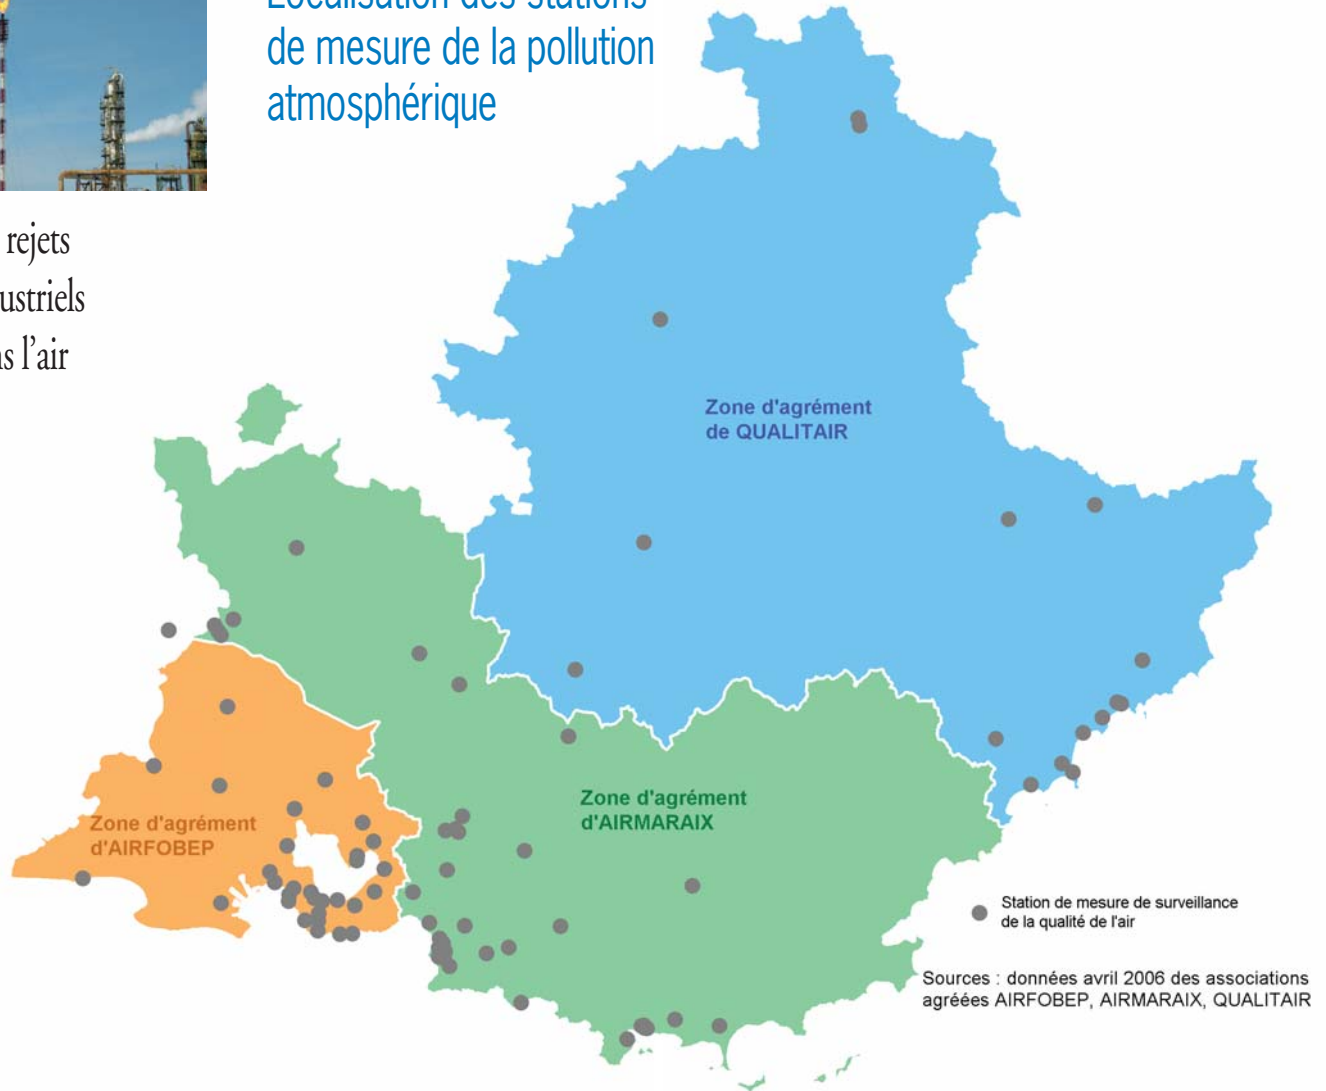 Localisation des stations
de mesure de la pollution
atmosphérique
rejets
ustriels
l'air
Zone d'agrément
de QUALITAIR
Zone d'agrément
d'AIRMARAIX
Zone d'agrément
d'AIRFOBEP
Station de mesure de surveillance
de la qualité de l'air
Sources : données avril 2006 des associations
agréées AIRFOBEP, AIRMARAIX, QUALITAIR